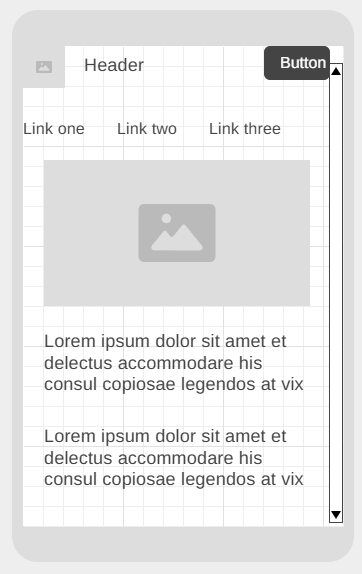 Header
Button
Link one
Link two
Link three
Lorem ipsum dolor sit amet et
delectus accommodare his
consul copiosae legendos at vix
Lorem ipsum dolor sit amet et
delectus accommodare his
consul copiosae legendos at vix